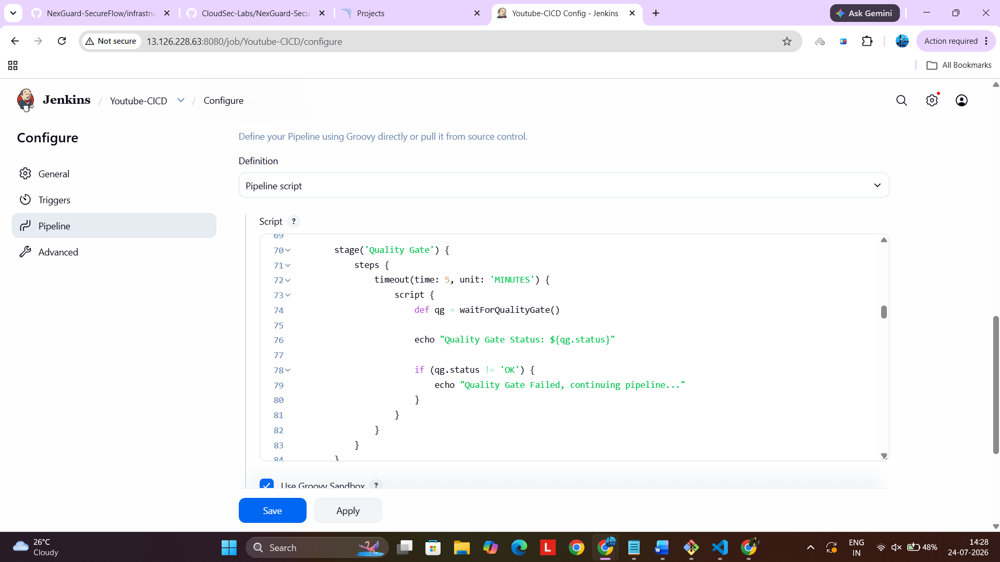 NexGuard-SecureFlow/infrastru
CloudSec-Labs/NexGuard-Secu
Projects
Youtube-CICD Config - Jenkins
Ask Gemini
Not secure
13.126.228.63:8080/job/Youtube-CICD/configure
Action required
All Bookmarks
Jenkins / Youtube-CICD / Configure
Configure
General
Triggers
Pipeline
Advanced
Define your Pipeline using Groovy directly or pull it from source control.
Definition
Pipeline script
Script ?
69
70 stage('Quality Gate') {
71 steps {
72 timeout(time: 5, unit: 'MINUTES') {
73 script {
74 def qg = waitForQualityGate()
75
76 echo "Quality Gate Status: ${qg.status}"
77
78 if (qg.status != 'OK') {
79 echo "Quality Gate Failed, continuing pipeline..."
80 }
81 }
82 }
83 }
84 }
Use Groovy Sandbox ?
Save
Apply
26°C
Cloudy
Search
L
ENG
IN
48%
14:28
24-07-2026